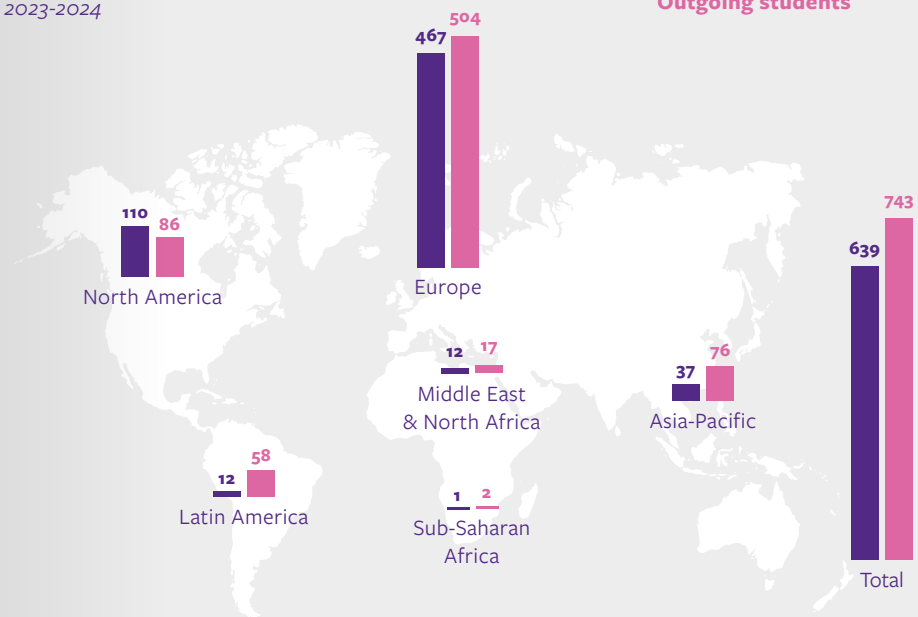 2023-2024
Outgoing students
467
504
110
86
North America
Europe
743
639
12
17
Middle East
& North Africa
37
76
Asia-Pacific
12
58
Latin America
1
2
Sub-Saharan
Africa
Total